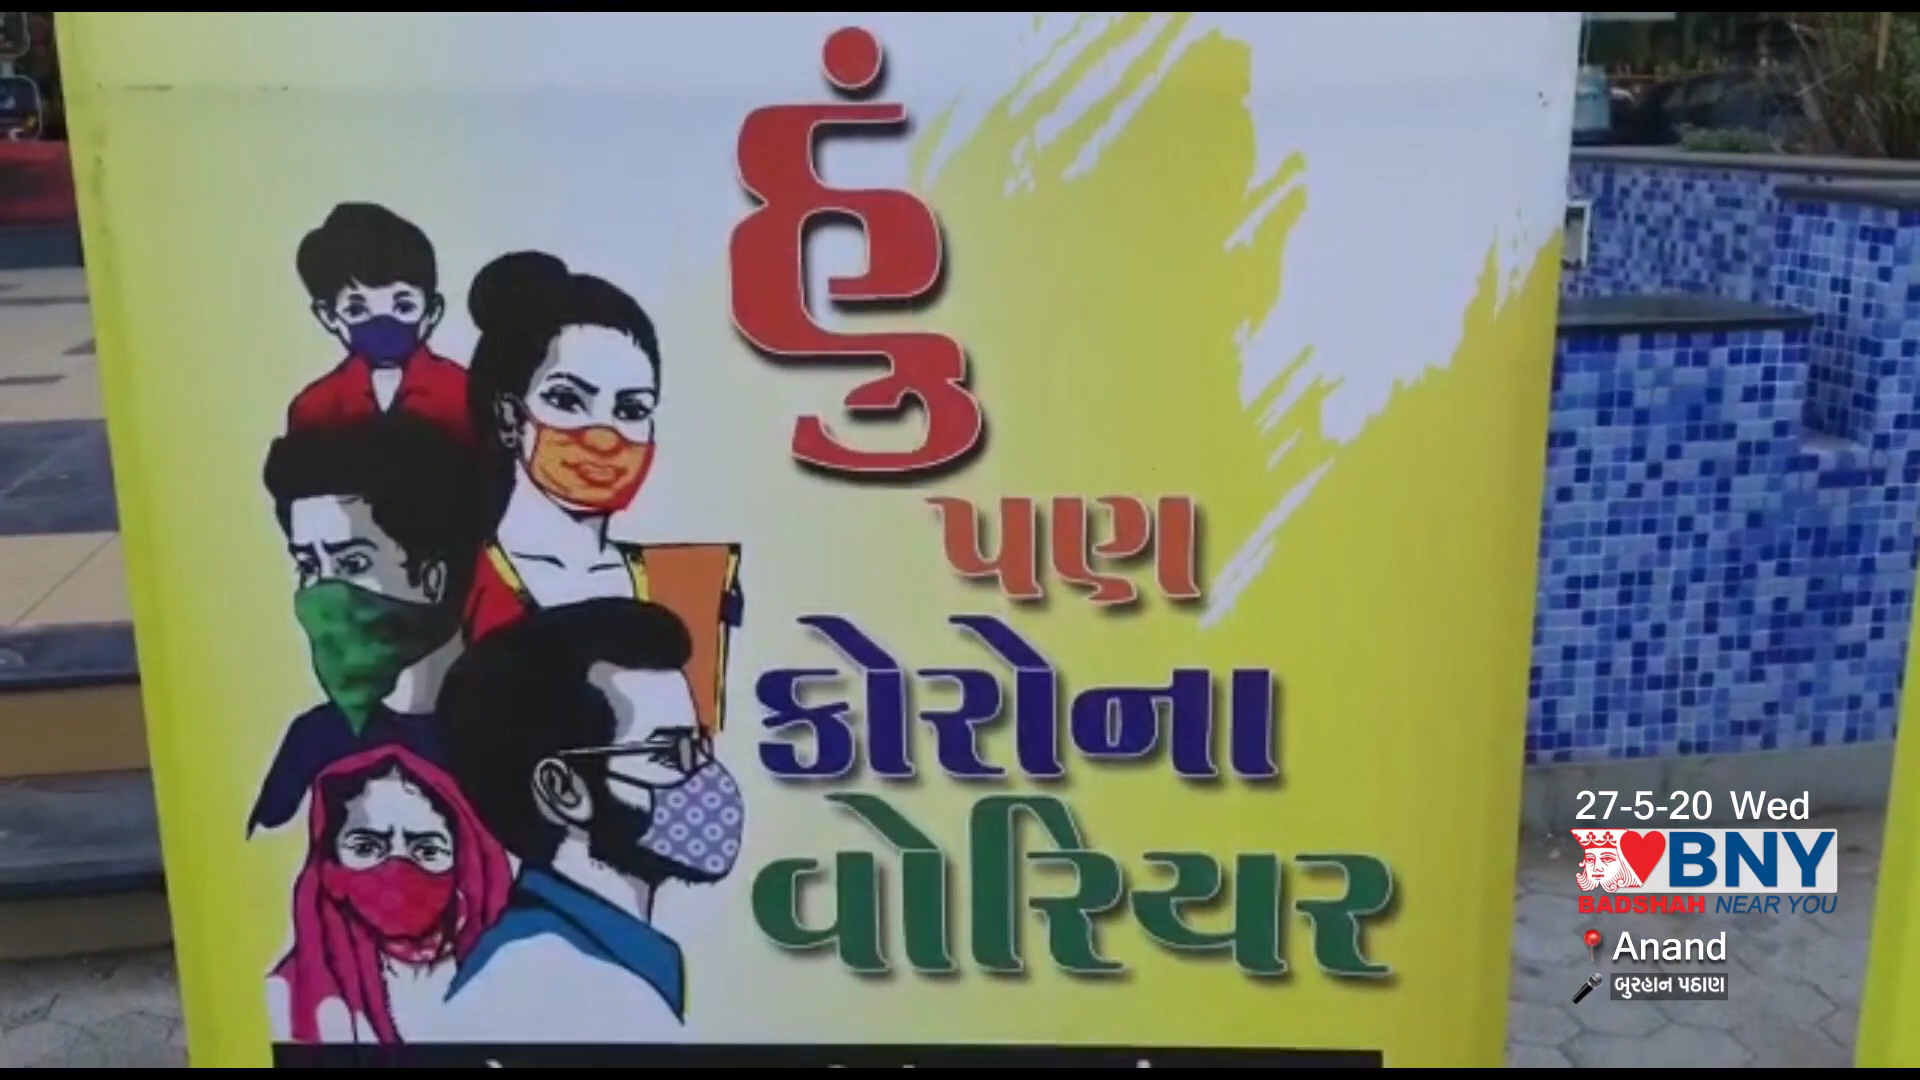 હું
પણ
કોરોના
વોરિયર
27-5-20 Wed
BNY
BADSHAH NEAR YOU
Anand
બુરહાન પઠાણ